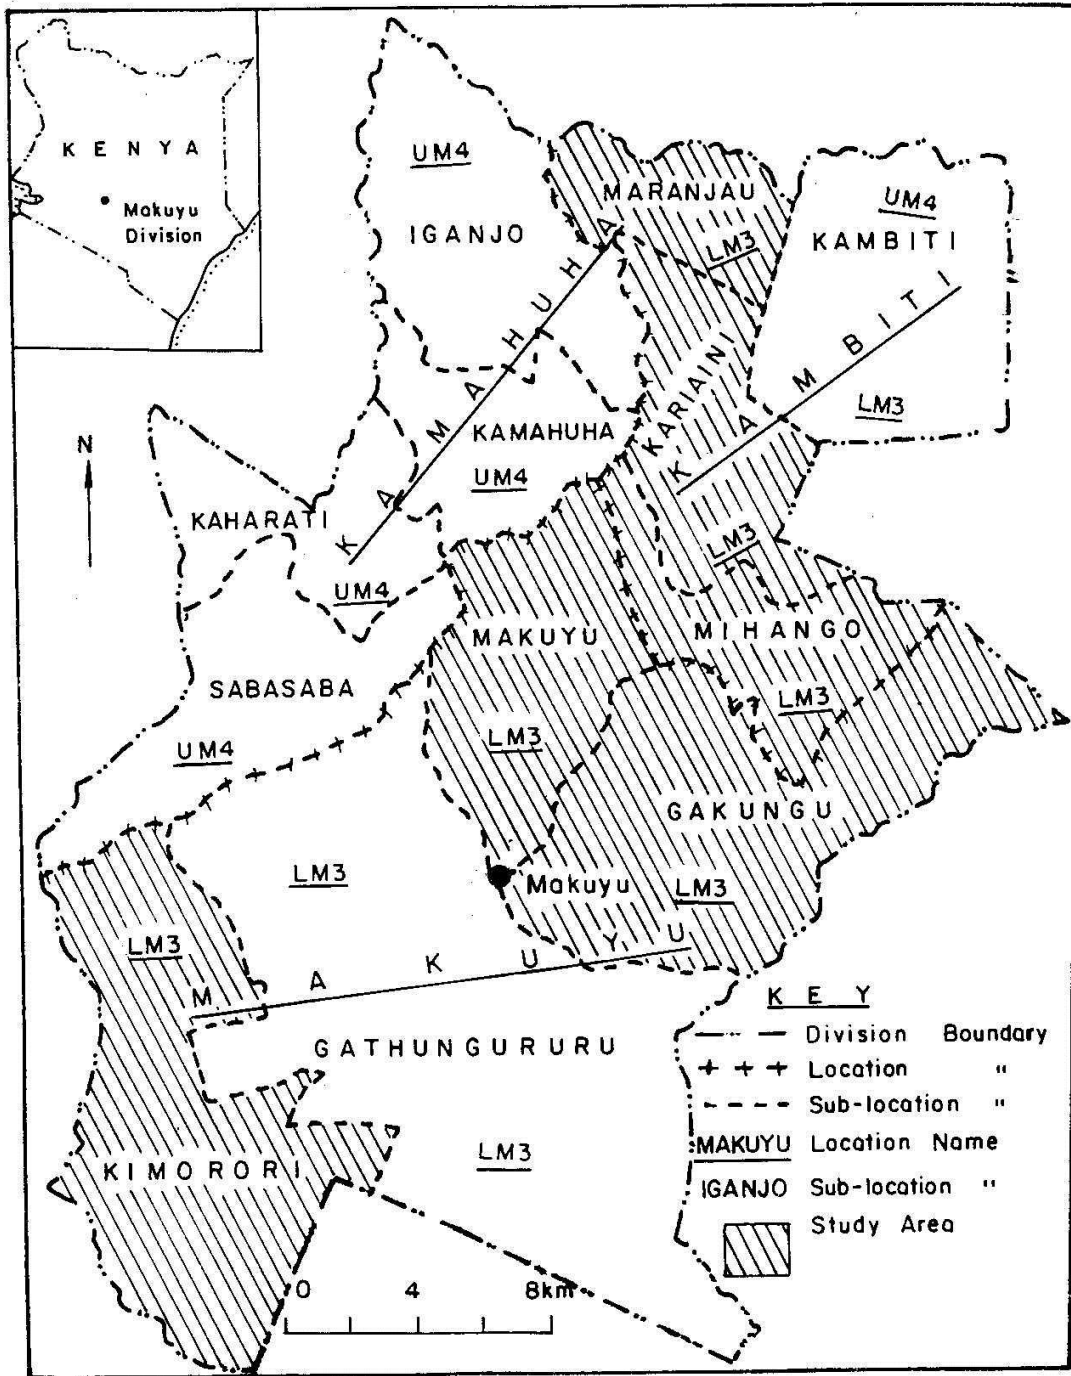 KENYA
Makuyu
Division
N
UM4
IGANJO
MARANJAU
LM3
UM4
KAMBITI
KAMAHUHA
KAMBITI
LM3
KARIAINI
KAMAHUHA
UM4
KAHARATI
UM4
LM3
MAKUYU
MIHANGO
SABASABA
LM3
LM3
UM4
GAKUNGU
LM3
Makuyu
LM3
LM3
MAKUYU
GATHUNGURURU
LM3
KIMORORI
KEY
Division Boundary
Location "
Sub-location "
MAKUYU Location Name
IGANJO Sub-location "
Study Area
0 4 8km